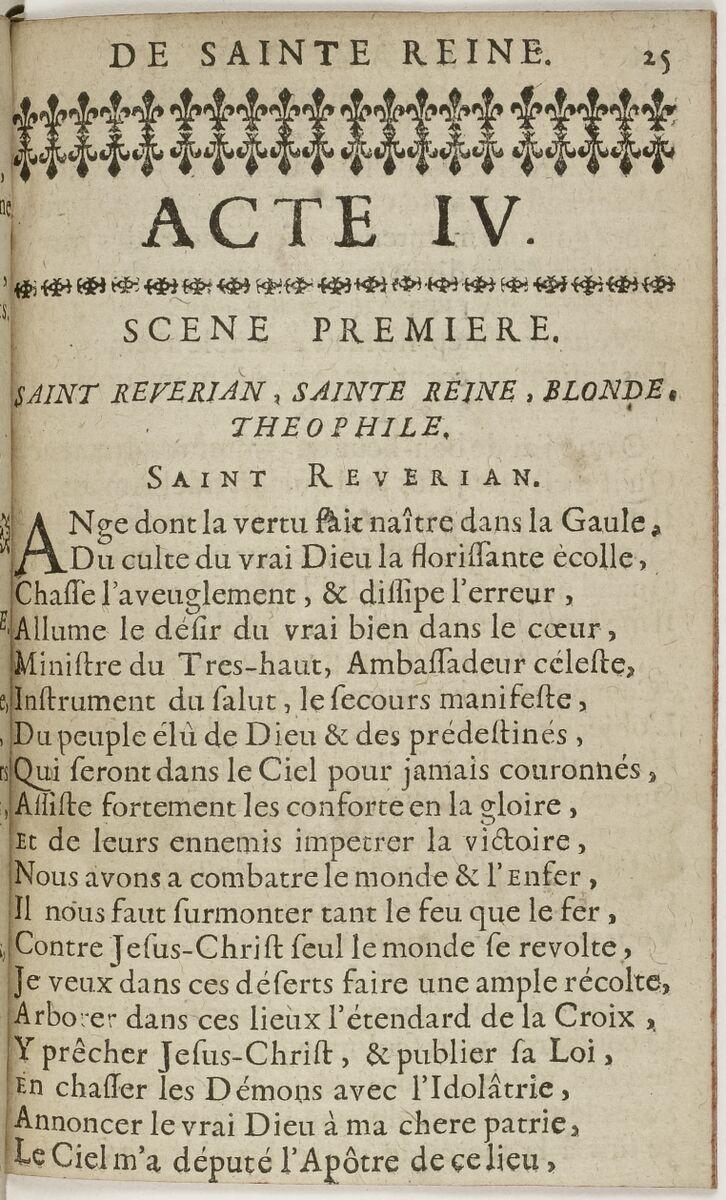 DE SAINTE REINE. 25
ACTE IV.
SCENE PREMIERE.
SAINT REVERIAN, SAINTE REINE, BLONDE,
THEOPHILE.
SAINT REVERIAN.
ANge dont la vertu fait naître dans la Gaule,
Du culte du vrai Dieu la floriſſante ècolle,
Chaſſe l'aveuglement, & diſſipe l'erreur,
Allume le déſir du vrai bien dans le cœur,
Miniſtre du Tres-haut, Ambaſſadeur céleſte,
Inſtrument du ſalut, le ſecours manifeſte,
Du peuple élù de Dieu & des prédeſtinés,
Qui ſeront dans le Ciel pour jamais couronnés,
Aſſiſte fortement les conforte en la gloire,
Et de leurs ennemis impetrer la victoire,
Nous avons a combatre le monde & l'Enfer,
Il nous faut ſurmonter tant le feu que le fer,
Contre Jeſus-Chriſt ſeul le monde ſe revolte,
Je veux dans ces déſerts faire une ample récolte,
Arborer dans ces lieux l'étendard de la Croix,
Y prêcher Jeſus-Chriſt, & publier ſa Loi,
En chaſſer les Démons avec l'Idolâtrie,
Annoncer le vrai Dieu à ma chere patrie,
Le Ciel m'a député l'Apôtre de ce lieu,